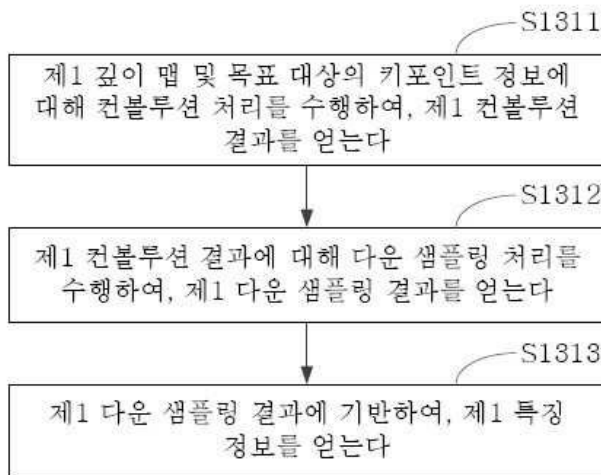 S1311
제1 깊이 맵 및 목표 대상의 키포인트 정보에
대해 컨볼루션 처리를 수행하여, 제1 컨볼루션
결과를 얻는다
S1312
제1 컨볼루션 결과에 대해 다운 샘플링 처리를
수행하여, 제1 다운 샘플링 결과를 얻는다
S1313
제1 다운 샘플링 결과에 기반하여, 제1 특징
정보를 얻는다